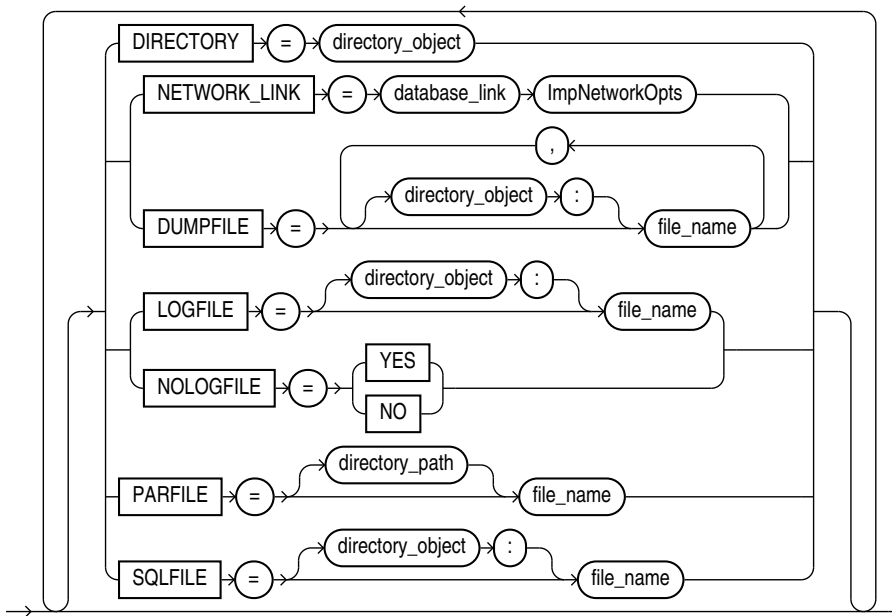 DIRECTORY = directory_object
NETWORK_LINK = database_link ImpNetworkOpts
,
directory_object :
DUMPFILE = file_name
directory_object :
LOGFILE = file_name
YES
NOLOGFILE =
NO
directory_path
PARFILE = file_name
directory_object :
SQLFILE = file_name